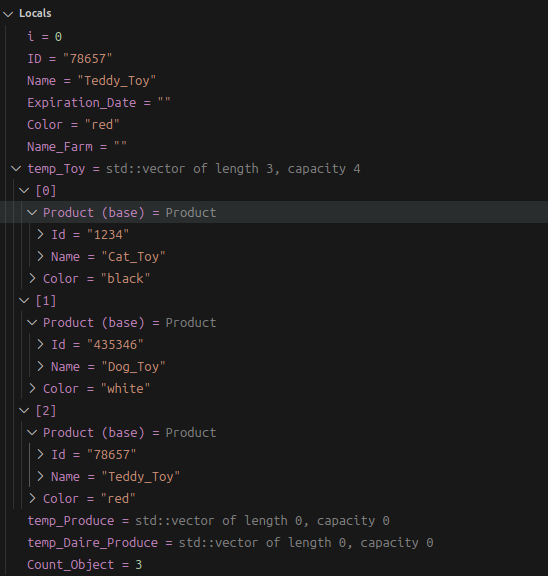 Locals
i = 0
ID = "78657"
Name = "Teddy_Toy"
Expiration_Date = ""
Color = "red"
Name_Farm = ""
temp_Toy = std::vector of length 3, capacity 4
[0]
Product (base) = Product
Id = "1234"
Name = "Cat_Toy"
Color = "black"
[1]
Product (base) = Product
Id = "435346"
Name = "Dog_Toy"
Color = "white"
[2]
Product (base) = Product
Id = "78657"
Name = "Teddy_Toy"
Color = "red"
temp_Produce = std::vector of length 0, capacity 0
temp_Daire_Produce = std::vector of length 0, capacity 0
Count_Object = 3